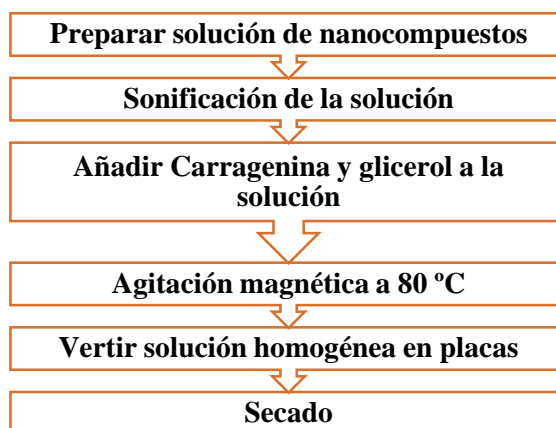 Preparar solución de nanocompuestos
Sonificación de la solución
Añadir Carragenina y glicerol a la
solución
Agitación magnética a 80 ºC
Vertir solución homogénea en placas
Secado